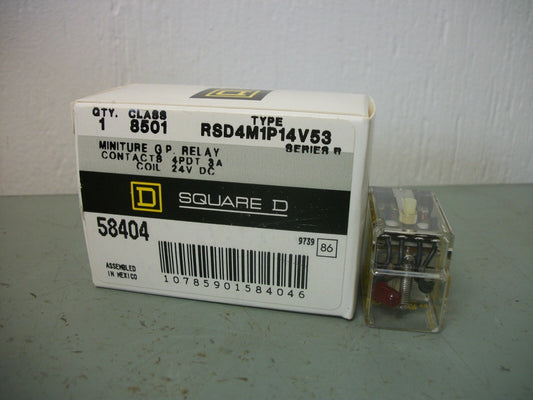 QTY. CLASS TYPE
1 8501 RSD4M1P14V53
SERIES B
MINITURE G.P. RELAY
CONTACTS 4PDT 3A
COIL 24V DC
D SQUARE D
58404
9739 86
ASSEMBLED
IN MEXICO
10785901584046